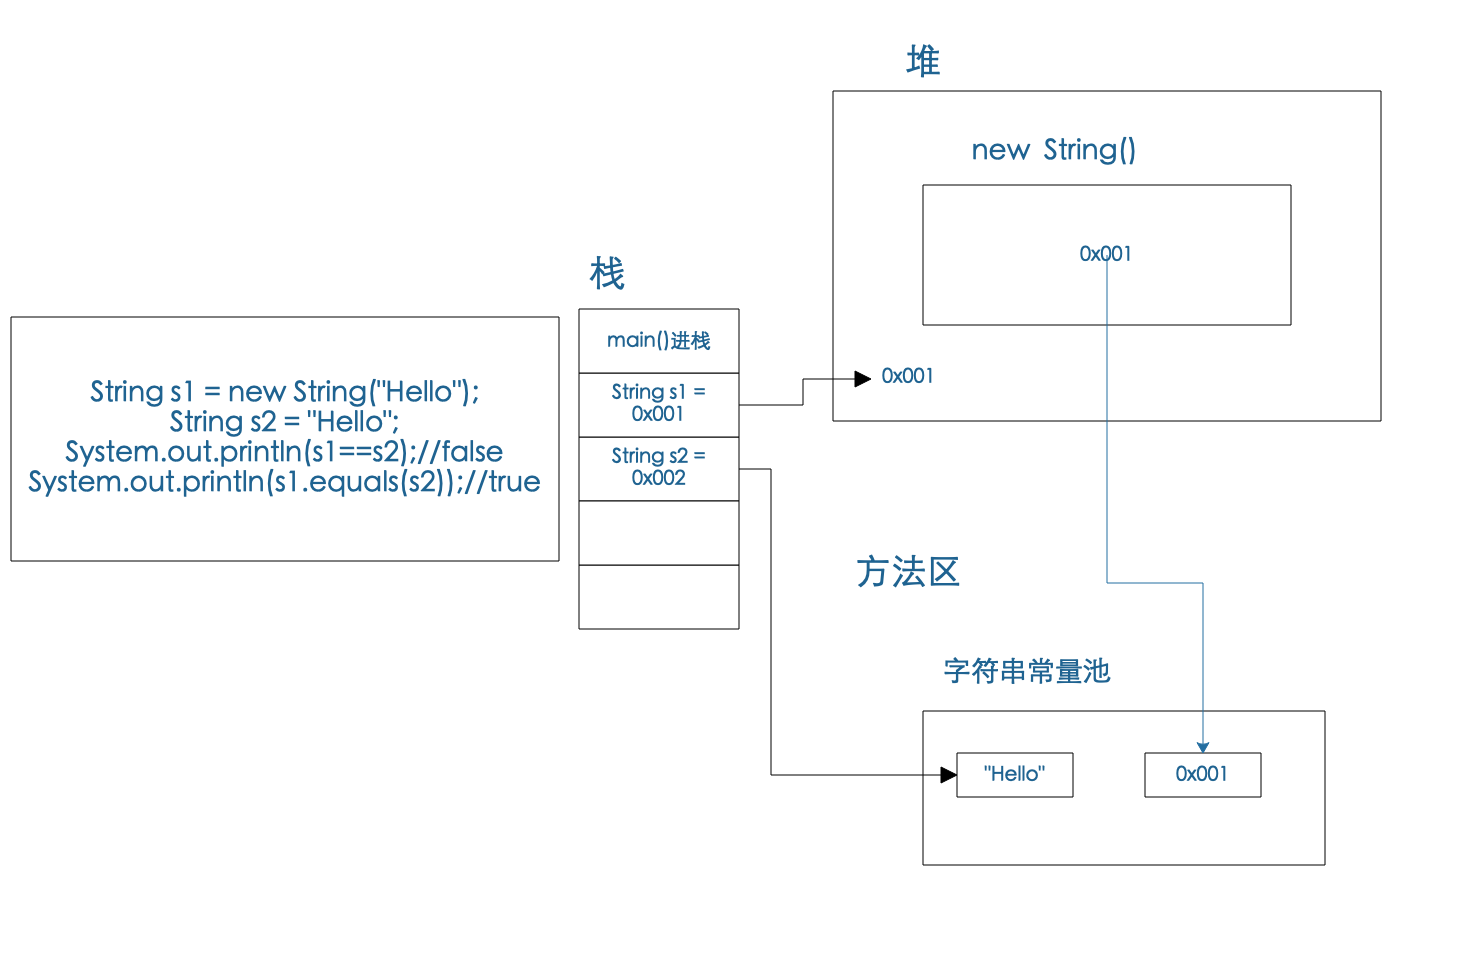 堆
new String()
0x001
0x001
栈
main()进栈
String s1 =
0x001
String s2 =
0x002
String s1 = new String("Hello");
String s2 = "Hello";
System.out.println(s1==s2);//false
System.out.println(s1.equals(s2));//true
方法区
字符串常量池
"Hello"
0x001